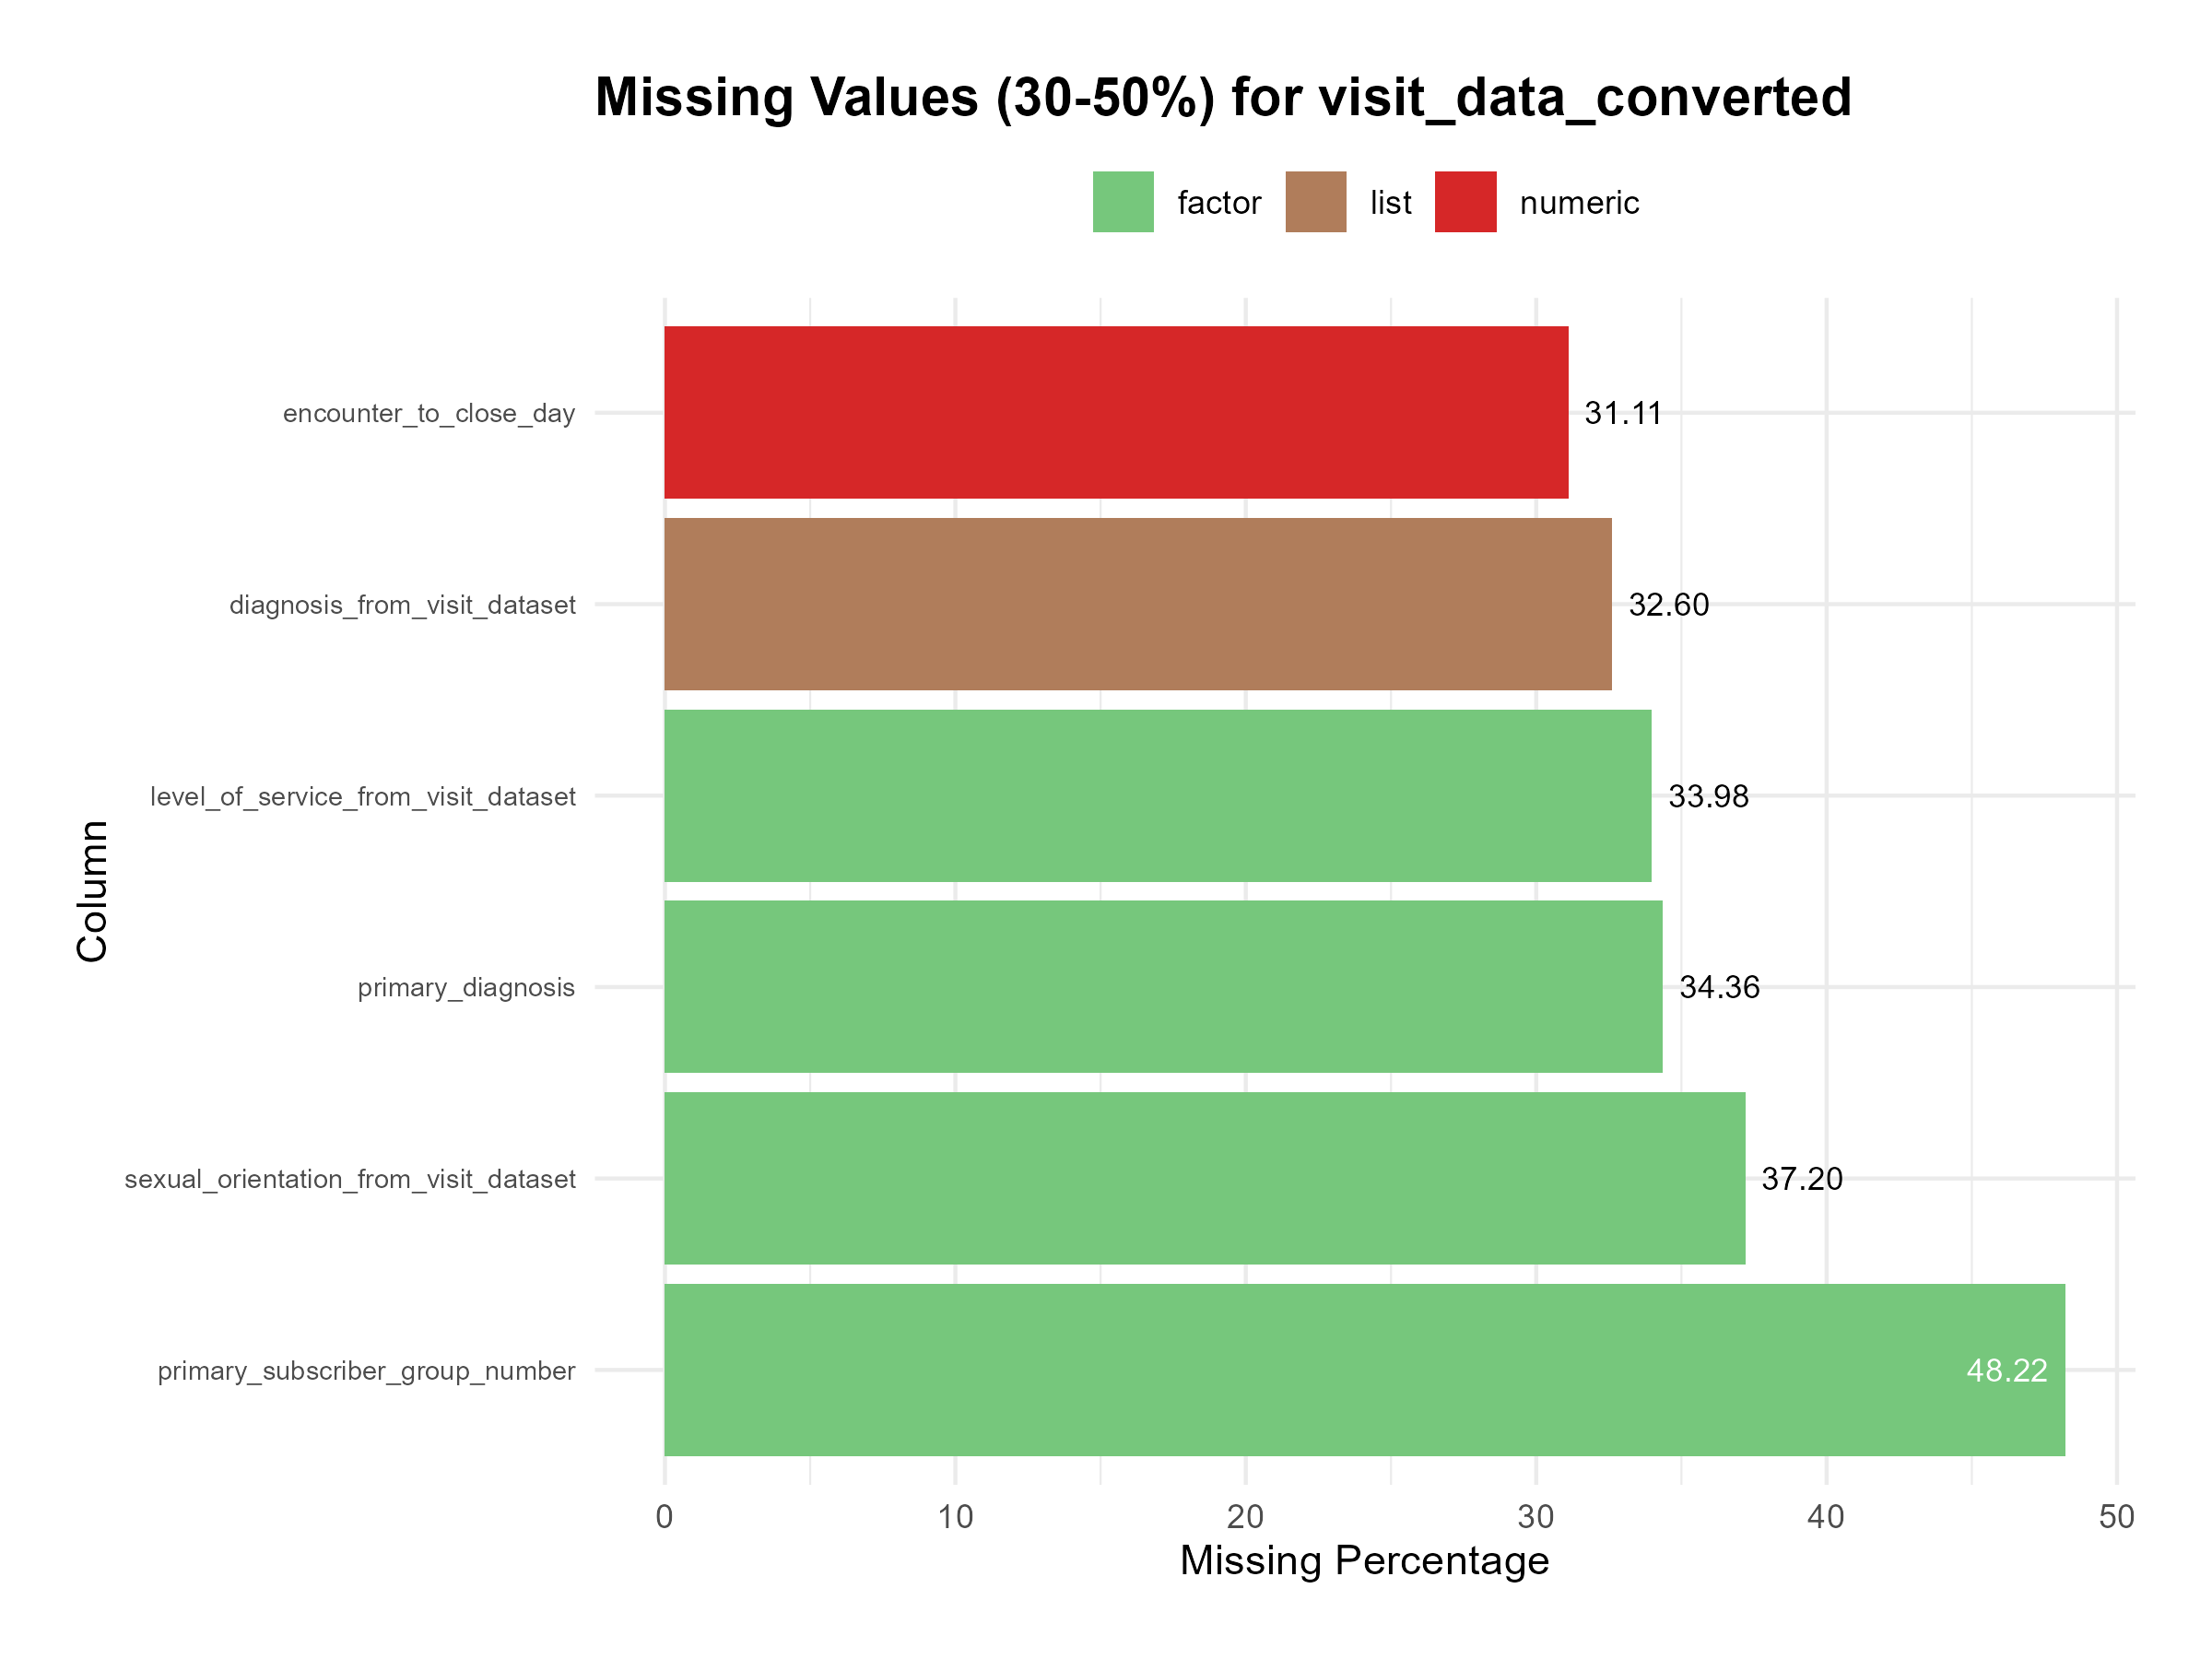 Missing Values (30-50%) for visit_data_converted
factor
list
numeric
encounter_to_close_day
31.11
diagnosis_from_visit_dataset
32.60
level_of_service_from_visit_dataset
33.98
primary_diagnosis
34.36
sexual_orientation_from_visit_dataset
37.20
primary_subscriber_group_number
48.22
Column
0
10
20
30
40
50
Missing Percentage